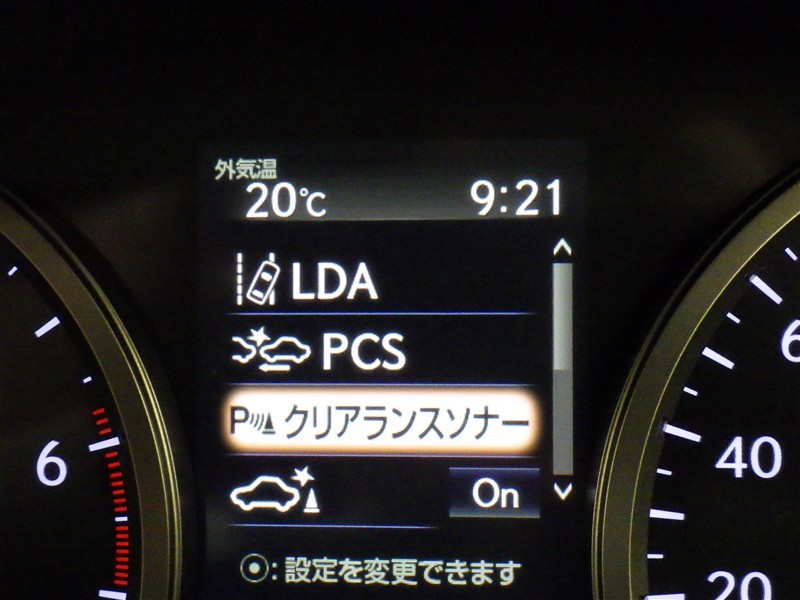 外気温
20℃ 9:21
LDA
PCS
P クリアランスソナー
On
: 設定を変更できます
6
6
40
20